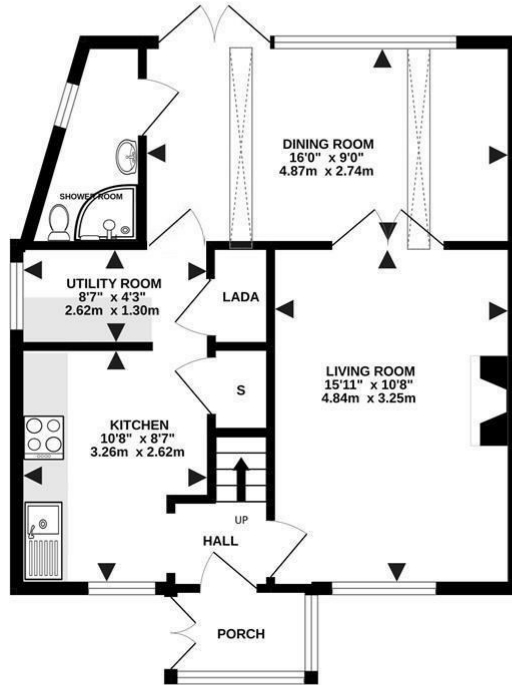 DINING ROOM
16'0" x 9'0"
4.87m x 2.74m
SHOWER ROOM
UTILITY ROOM
8'7" x 4'3"
2.62m x 1.30m
LADA
LIVING ROOM
15'11" x 10'8"
4.84m x 3.25m
S
KITCHEN
10'8" x 8'7"
3.26m x 2.62m
UP
HALL
PORCH